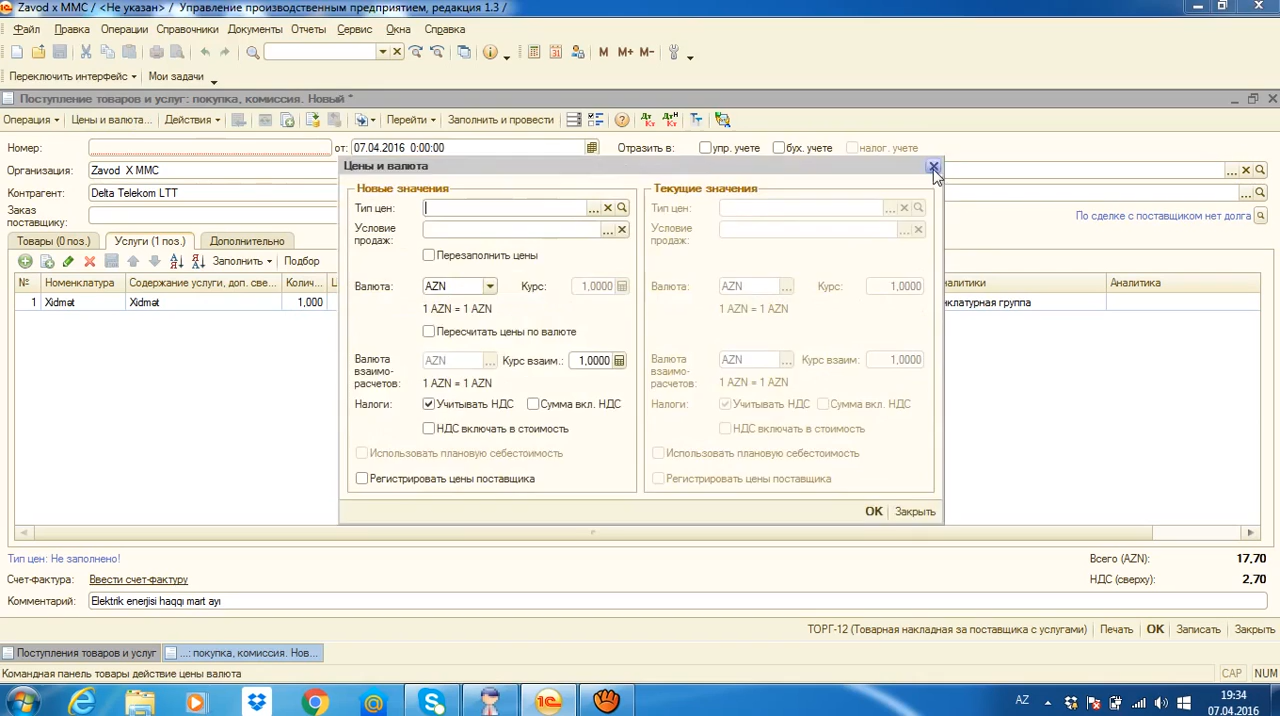 Zavod x MMC / <Не указан> / Управление производственным предприятием, редакция 1.3 /
Файл Правка Операции Справочники Документы Отчеты Сервис Окна Справка
M M+ M-
Переключить интерфейс Мои задачи
Поступление товаров и услуг: покупка, комиссия. Новый *
Операция Цены и валюта... Действия Перейти Заполнить и провести
Номер: от: 07.04.2016 0:00:00 Отразить в: упр. учете бух. учете налог. учете
Организация: Zavod X MMC
Контрагент: Delta Telekom LTT
Заказ поставщику:
По сделке с поставщиком нет долга
Товары (0 поз.) Услуги (1 поз.) Дополнительно
Заполнить Подбор
№ Номенклатура Содержание услуги, доп. све... Колич... Аналитика
1 Xidmət Xidmət 1,000
Цены и валюта
Новые значения
Тип цен:
Условие продаж:
Перезаполнить цены
Валюта: AZN Курс: 1,0000
1 AZN = 1 AZN
Пересчитать цены по валюте
Валюта взаимо-расчетов: AZN Курс взаим.: 1,0000
1 AZN = 1 AZN
Налоги: Учитывать НДС Сумма вкл. НДС
НДС включать в стоимость
Использовать плановую себестоимость
Регистрировать цены поставщика
Текущие значения
Тип цен:
Условие продаж:
Валюта: AZN Курс: 1,0000
1 AZN = 1 AZN
Валюта взаимо-расчетов: AZN Курс взаим: 1,0000
1 AZN = 1 AZN
Налоги: Учитывать НДС Сумма вкл. НДС
НДС включать в стоимость
Использовать плановую себестоимость
Регистрировать цены поставщика
OK Закрыть
Тип цен: Не заполнено! Всего (AZN): 17,70
Счет-фактура: Ввести счет-фактуру НДС (сверху): 2,70
Комментарий: Elektrik enerjisi haqqı mart ayı
ТОРГ-12 (Товарная накладная за поставщика с услугами) Печать OK Записать Закрыть
Поступления товаров и услуг ...: покупка, комиссия. Нов...
Командная панель товары действие цены валюта CAP NUM
AZ 19:34
07.04.2016